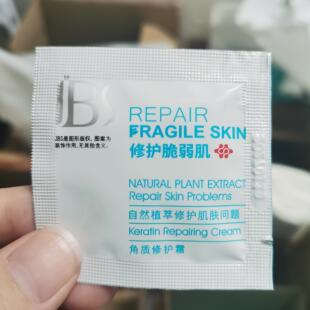 JBS
JBS是图形版权，图案为
装饰作用，无其他含义。
REPAIR
FRAGILE SKIN
修护脆弱肌
NATURAL PLANT EXTRACT
Repair Skin Problems
自然植萃修护肌肤问题
Keratin Repairing Cream
角质修护霜